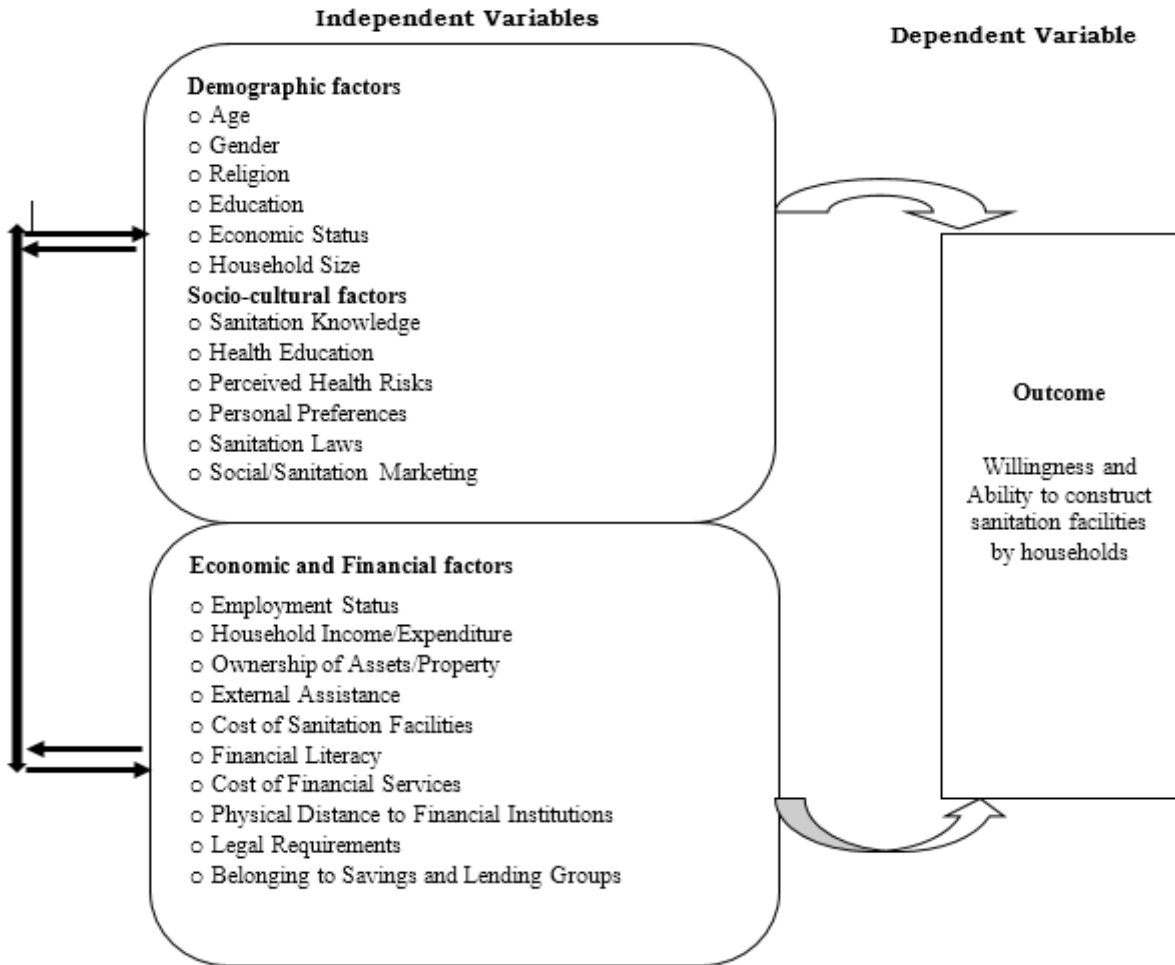 Independent Variables
Dependent Variable
Demographic factors
o Age
o Gender
o Religion
o Education
o Economic Status
o Household Size
Socio-cultural factors
o Sanitation Knowledge
o Health Education
o Perceived Health Risks
o Personal Preferences
o Sanitation Laws
o Social/Sanitation Marketing
Economic and Financial factors
o Employment Status
o Household Income/Expenditure
o Ownership of Assets/Property
o External Assistance
o Cost of Sanitation Facilities
o Financial Literacy
o Cost of Financial Services
o Physical Distance to Financial Institutions
o Legal Requirements
o Belonging to Savings and Lending Groups
Outcome
Willingness and
Ability to construct
sanitation facilities
by households